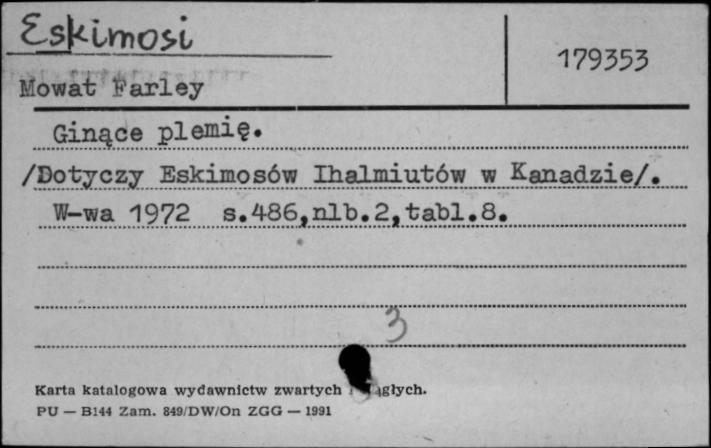 Eskimosi
179353
Mowat Farley
Ginące plemię.
/Dotyczy Eskimosów Ihalmiutów w Kanadzie/.
W-wa 1972 s.486,nlb.2,tabl.8.
3
Karta katalogowa wydawnictw zwartych
PU — B144 Zam. 849/DW/On ZGG — 1991